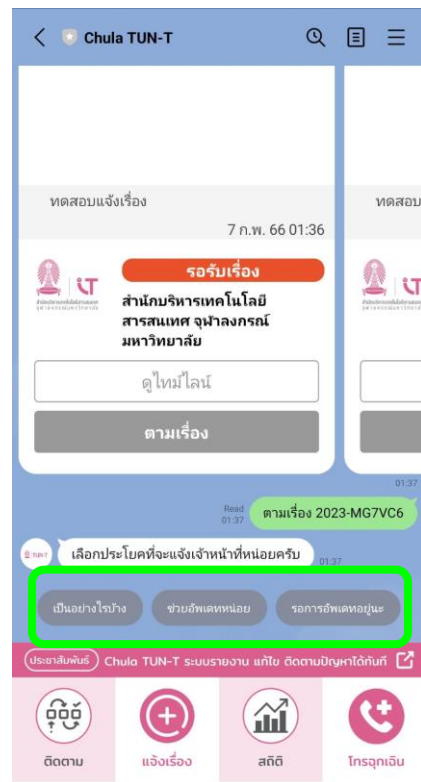 Chula TUN-T
ทดสอบแจ้งเรื่อง
ทดสอบ
7 ก.พ. 66 01:36
รอรับเรื่อง
สำนักบริหารเทคโนโลยี
สารสนเทศ จุฬาลงกรณ์
มหาวิทยาลัย
ดูไทม์ไลน์
ตามเรื่อง
01:37
Read
01:37
ตามเรื่อง 2023-MG7VC6
เลือกประโยคที่จะแจ้งเจ้าหน้าที่หน่อยครับ
01:37
เป็นอย่างไรบ้าง ช่วยอัพเดทหน่อย รอการอัพเดทอยู่นะ
ประชาสัมพันธ์ Chula TUN-T ระบบรายงาน แก้ไข ติดตามปัญหาได้ทันที
ติดตาม แจ้งเรื่อง สถิติ โทรฉุกเฉิน